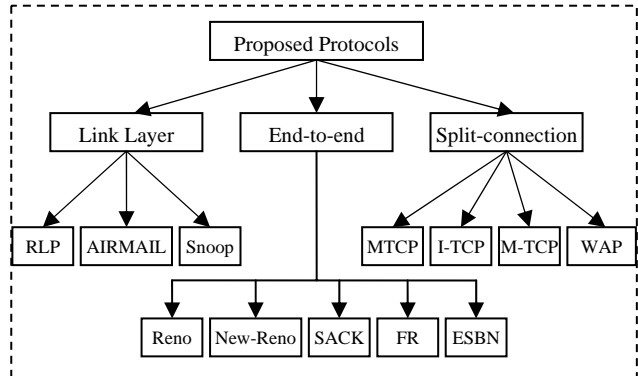 Proposed Protocols
Link Layer
End-to-end
Split-connection
RLP
AIRMAIL
Snoop
MTCP
I-TCP
M-TCP
WAP
Reno
New-Reno
SACK
FR
ESBN